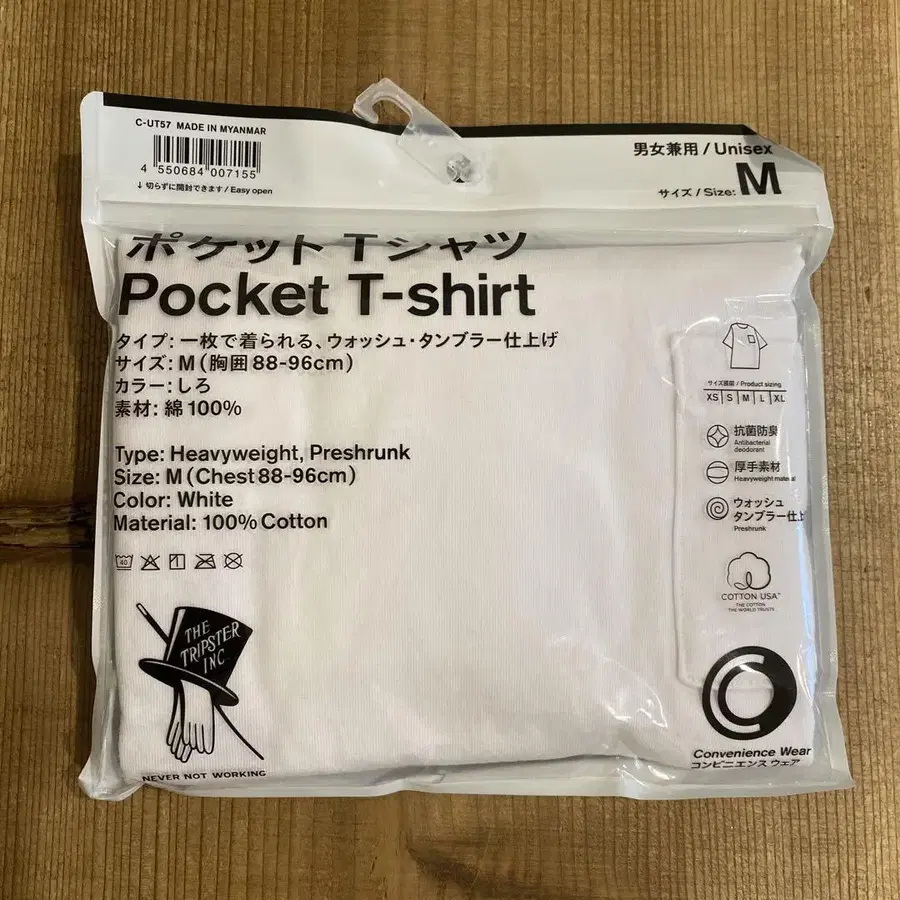 C-UT57 MADE IN MYANMAR
4 550684 007155
↓切らずに開封できます / Easy open
男女兼用 / Unisex
サイズ / Size: M
ポケットTシャツ
Pocket T-shirt
タイプ: 一枚で着られる、ウォッシュ・タンブラー仕上げ
サイズ: M (胸囲 88-96cm)
カラー: しろ
素材: 綿 100%
Type: Heavyweight, Preshrunk
Size: M (Chest 88-96cm)
Color: White
Material: 100% Cotton
40
THE
TRIPSTER
INC
NEVER NOT WORKING
サイズ展開 / Product sizing
XS | S | M | L | XL
抗菌防臭
Antibacterial
deodorant
厚手素材
Heavyweight material
ウォッシュ
タンブラー仕上げ
Preshrunk
COTTON USA™
THE COTTON
THE WORLD TRUSTS
Convenience Wear
コンビニエンス ウェア